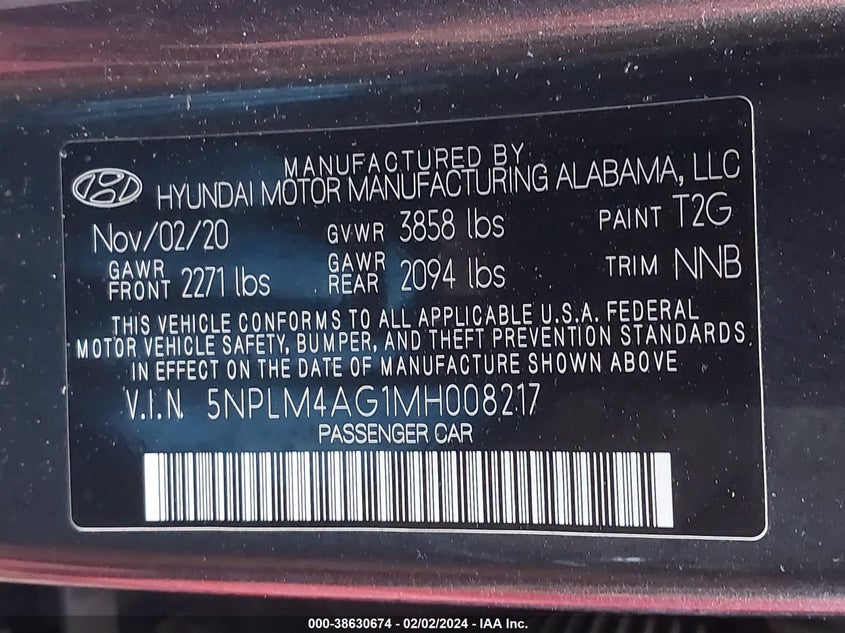 MANUFACTURED BY
HYUNDAI MOTOR MANUFACTURING ALABAMA, LLC
Nov/02/20 GVWR 3858 lbs PAINT T2G
GAWR FRONT 2271 lbs GAWR REAR 2094 lbs TRIM NNB
THIS VEHICLE CONFORMS TO ALL APPLICABLE U.S.A. FEDERAL
MOTOR VEHICLE SAFETY, BUMPER, AND THEFT PREVENTION STANDARDS
IN EFFECT ON THE DATE OF MANUFACTURE SHOWN ABOVE
V.I.N. 5NPLM4AG1MH008217
PASSENGER CAR
000-38630674 - 02/02/2024 - IAA Inc.